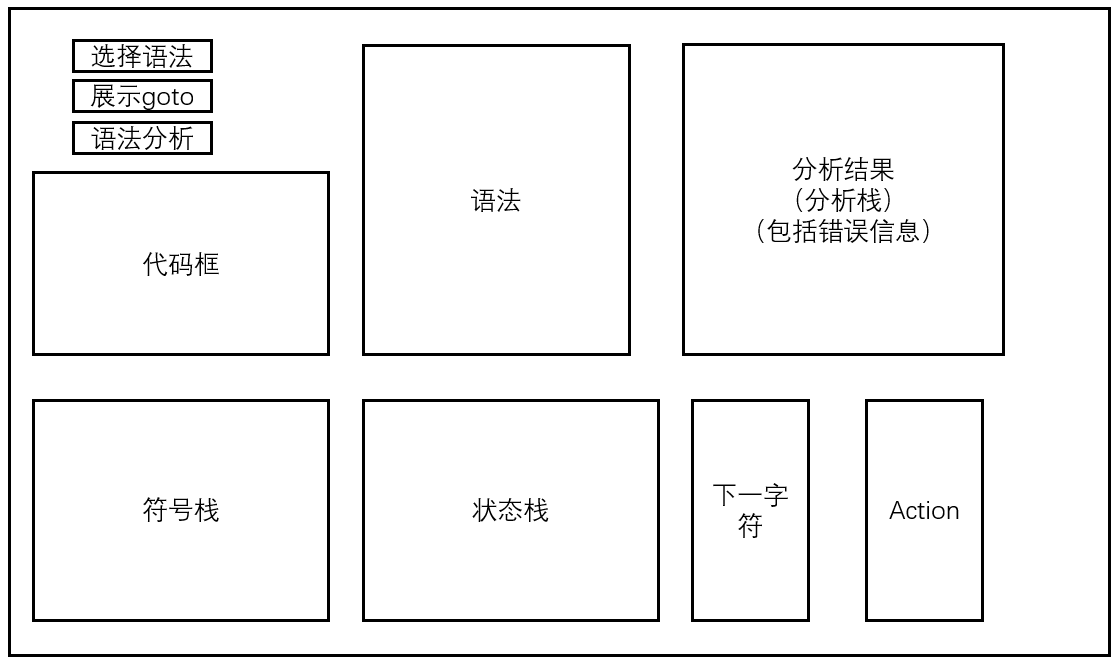 选择语法
展示goto
语法分析
代码框
语法
分析结果
（分析栈）
（包括错误信息）
符号栈
状态栈
下一字
符
Action